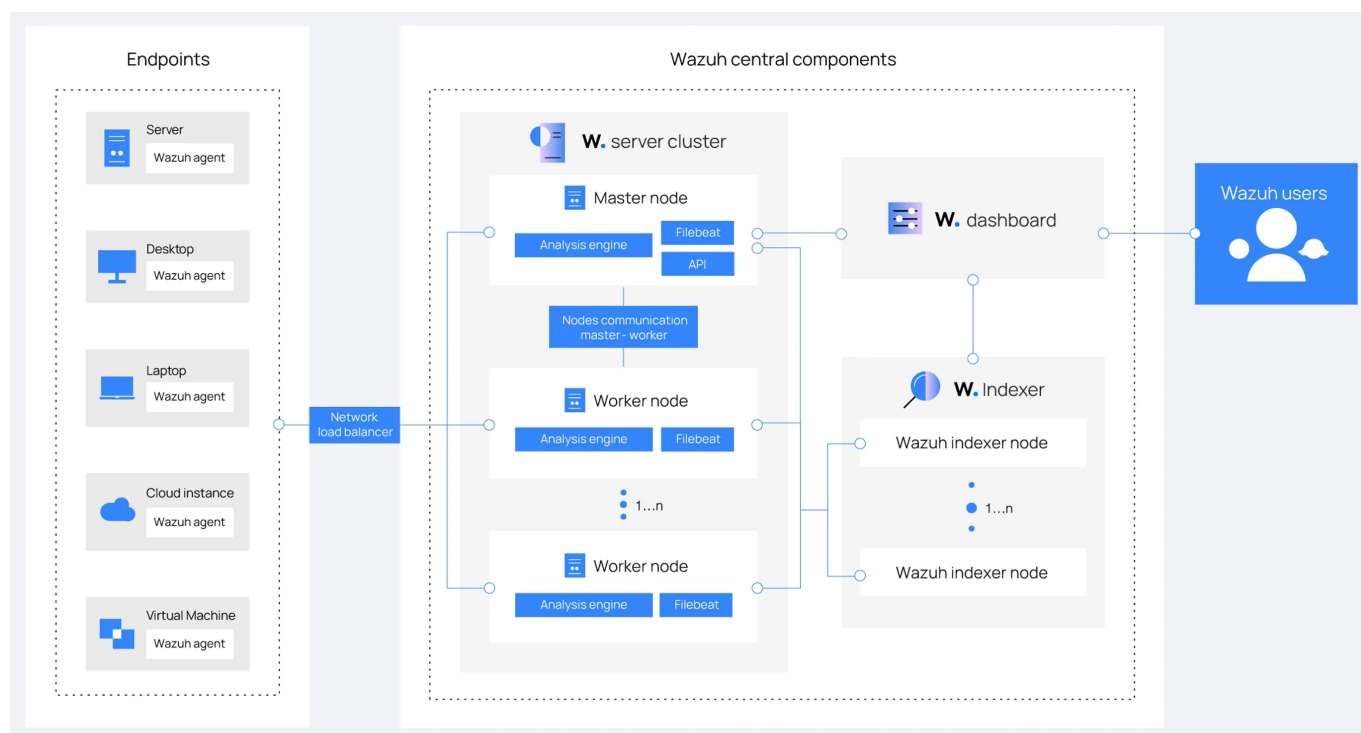 Endpoints
Server
Wazuh agent
Desktop
Wazuh agent
Laptop
Wazuh agent
Cloud instance
Wazuh agent
Virtual Machine
Wazuh agent
Network
load balancer
Wazuh central components
W. server cluster
Master node
Analysis engine
Filebeat
API
Nodes communication
master - worker
Worker node
Analysis engine
Filebeat
1...n
Worker node
Analysis engine
Filebeat
W. dashboard
W. Indexer
Wazuh indexer node
1...n
Wazuh indexer node
Wazuh users